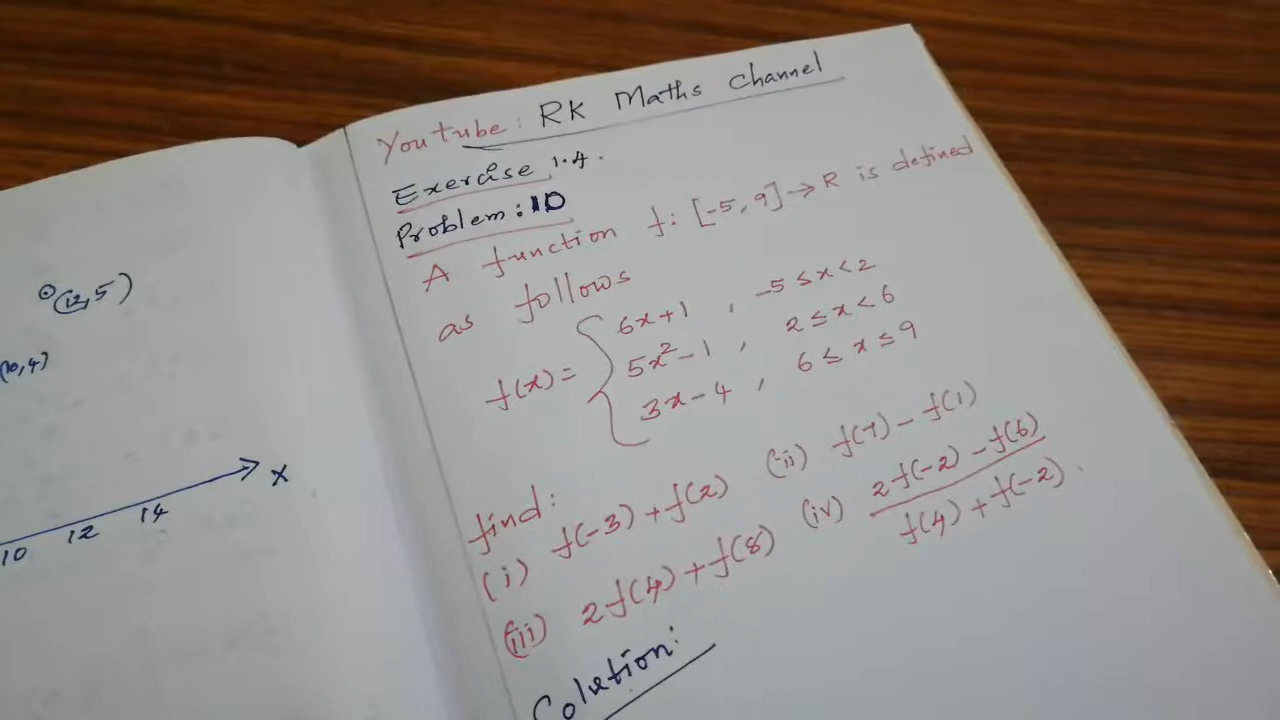 (12, 5)
(10, 4)
X
10 12 14
Youtube: RK Maths Channel
Exercise 1.4.
Problem: 10
A function f: [-5, 9] → R is defined
as follows
f(x) = { 6x+1 , -5 ≤ x < 2
5x²-1 , 2 ≤ x < 6
3x-4 , 6 ≤ x ≤ 9
find:
(i) f(-3) + f(2) (ii) f(7) - f(1)
(iii) 2f(4) + f(8) (iv) 2f(-2) - f(6) / f(4) + f(-2).
Solution: